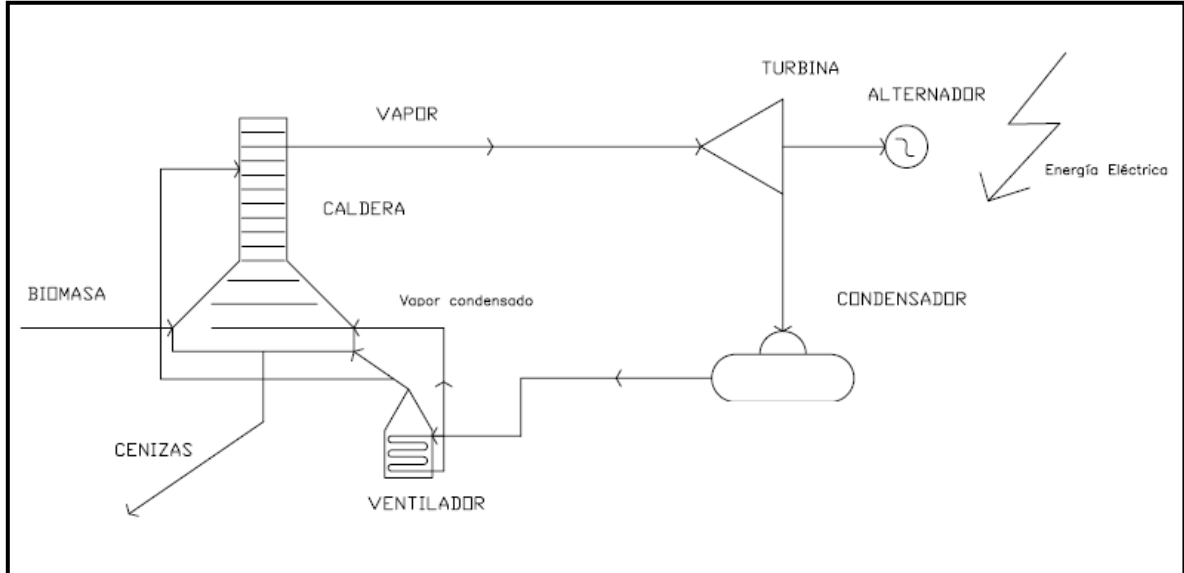 TURBINA
ALTERNADOR
VAPOR
Energía Eléctrica
CALDERA
BIOMASA
Vapor condensado
CONDENSADOR
CENIZAS
VENTILADOR